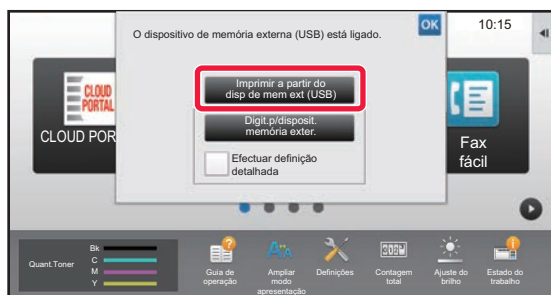 O dispositivo de memória externa (USB) está ligado.
OK
10:15
Imprimir a partir do
disp de mem ext (USB)
Digit.p/disposit.
memória exter.
Efectuar definição
detalhada
CLOUD
PORTAL
CLOUD POR
Fax
fácil
Quant.Toner
Bk
C
M
Y
Guia de
operação
Ampliar
modo
apresentação
Definições
Contagem
total
Ajuste do
brilho
Estado do
trabalho